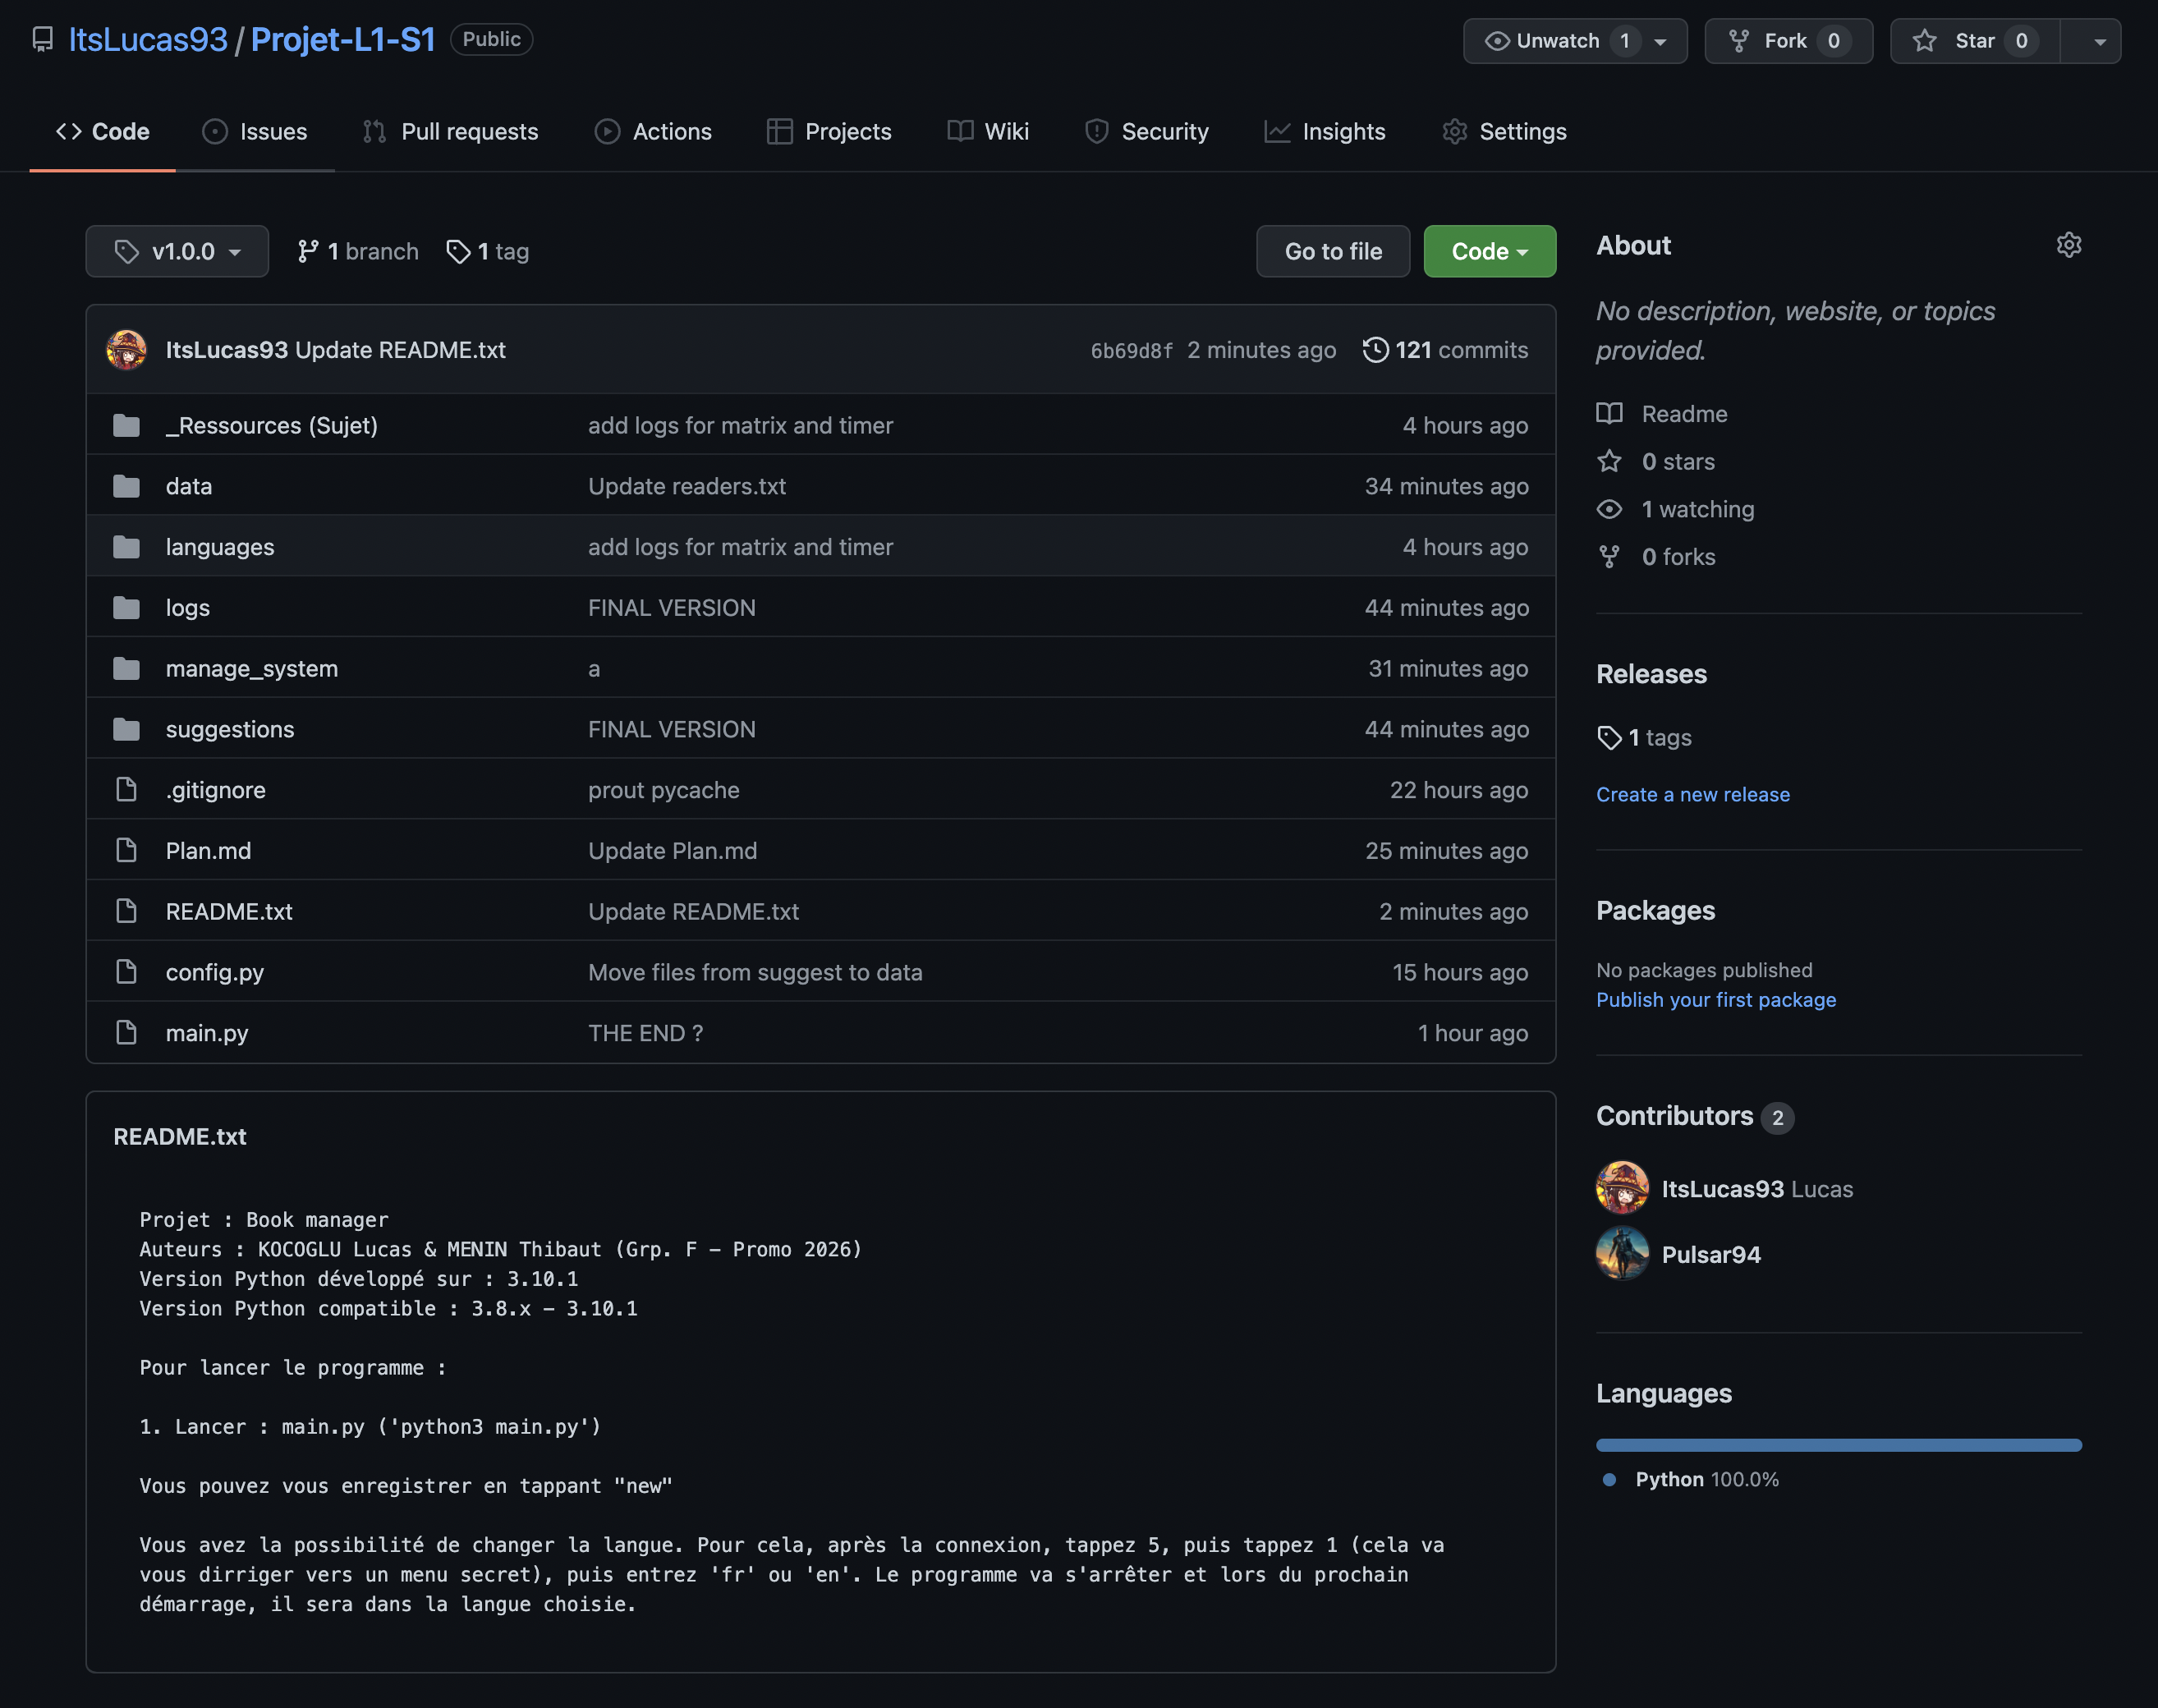 ItsLucas93 / Projet-L1-S1 Public
Unwatch 1
Fork 0
Star 0
Code
Issues
Pull requests
Actions
Projects
Wiki
Security
Insights
Settings
v1.0.0
1 branch
1 tag
Go to file
Code
ItsLucas93 Update README.txt 6b69d8f 2 minutes ago 121 commits
_Ressources (Sujet) add logs for matrix and timer 4 hours ago
data Update readers.txt 34 minutes ago
languages add logs for matrix and timer 4 hours ago
logs FINAL VERSION 44 minutes ago
manage_system a 31 minutes ago
suggestions FINAL VERSION 44 minutes ago
.gitignore prout pycache 22 hours ago
Plan.md Update Plan.md 25 minutes ago
README.txt Update README.txt 2 minutes ago
config.py Move files from suggest to data 15 hours ago
main.py THE END ? 1 hour ago
README.txt
Projet : Book manager
Auteurs : KOCOGLU Lucas & MENIN Thibaut (Grp. F – Promo 2026)
Version Python développé sur : 3.10.1
Version Python compatible : 3.8.x – 3.10.1
Pour lancer le programme :
1. Lancer : main.py ('python3 main.py')
Vous pouvez vous enregistrer en tappant "new"
Vous avez la possibilité de changer la langue. Pour cela, après la connexion, tappez 5, puis tappez 1 (cela va
vous dirriger vers un menu secret), puis entrez 'fr' ou 'en'. Le programme va s'arrêter et lors du prochain
démarrage, il sera dans la langue choisie.
About
No description, website, or topics
provided.
Readme
0 stars
1 watching
0 forks
Releases
1 tags
Create a new release
Packages
No packages published
Publish your first package
Contributors 2
ItsLucas93 Lucas
Pulsar94
Languages
Python 100.0%